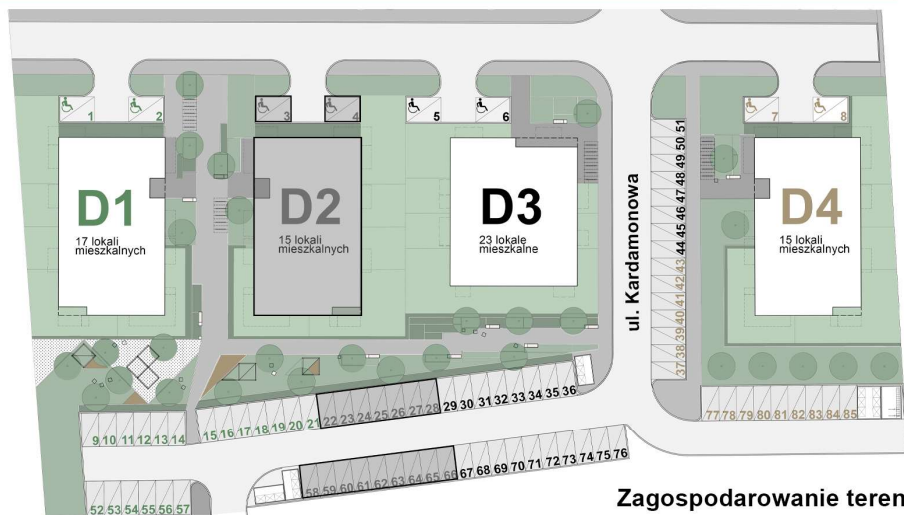 1 2 3 4 5 6 7 8
D1
17 lokali
mieszkalnych
D2
15 lokali
mieszkalnych
D3
23 lokale
mieszkalne
D4
15 lokali
mieszkalnych
ul. Kardamonowa
51
50
49
48
47
46
45
44
43
42
41
40
39
38
37
9 10 11 12 13 14
15 16 17 18 19 20 21 22 23 24 25 26 27 28 29 30 31 32 33 34 35 36
77 78 79 80 81 82 83 84 85
52 53 54 55 56 57
58 59 60 61 62 63 64 65 66 67 68 69 70 71 72 73 74 75 76
Zagospodarowanie teren